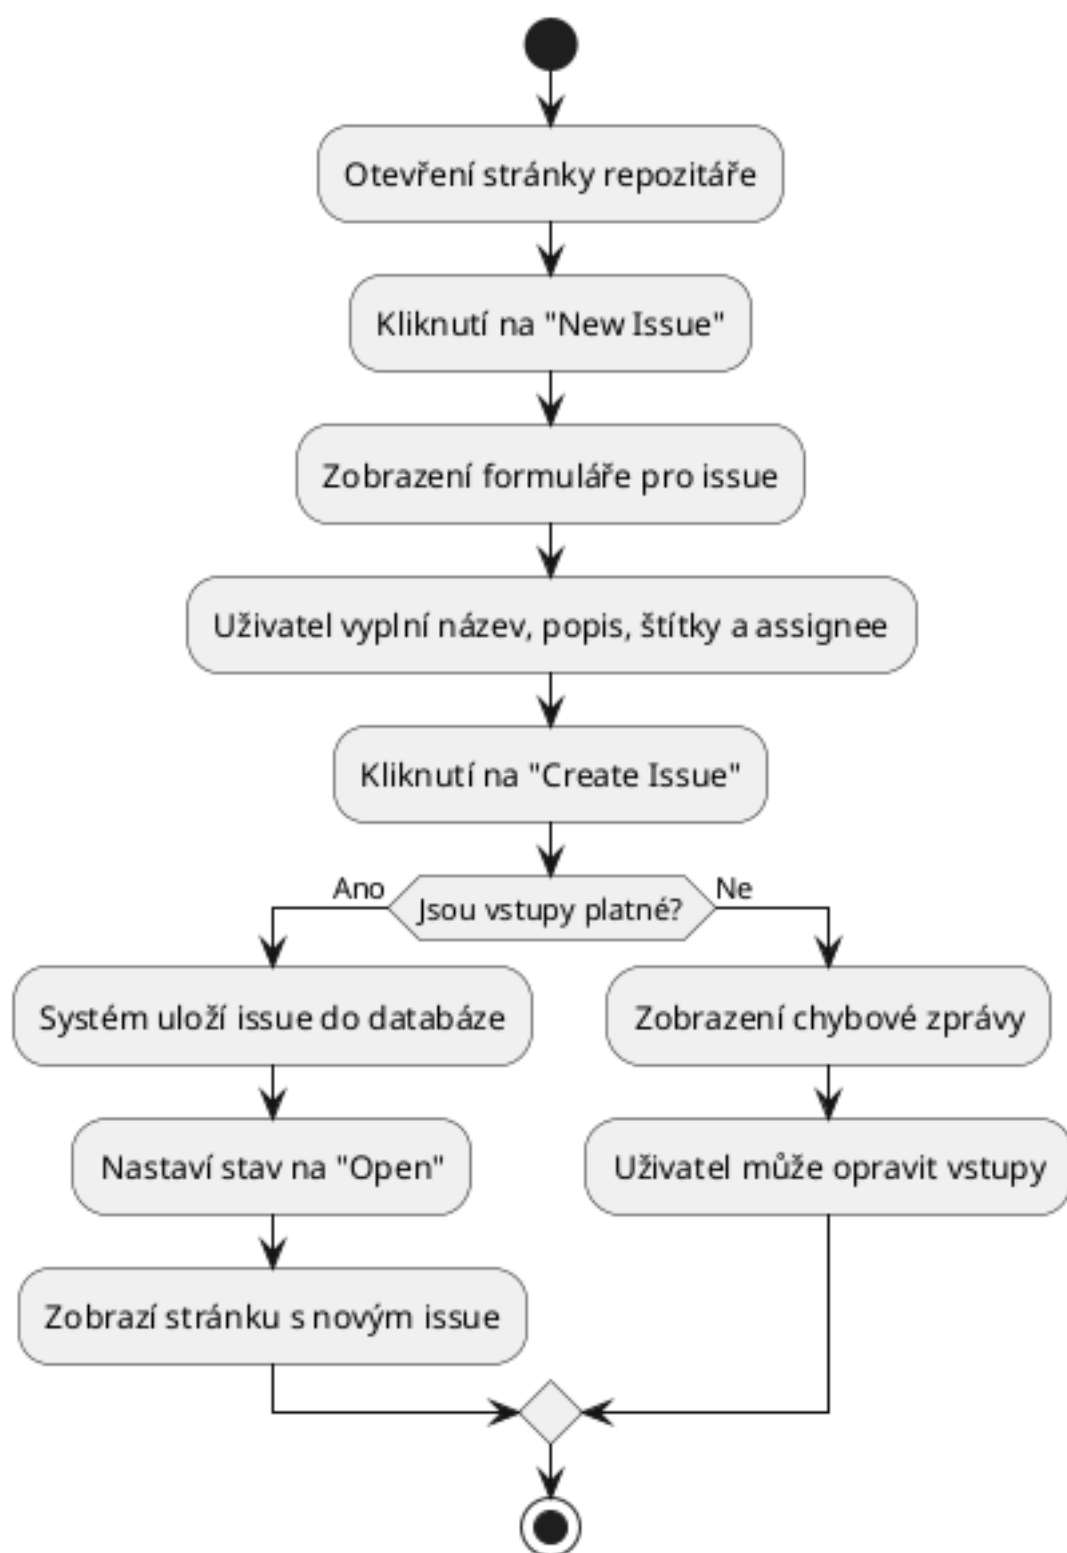 Otevření stránky repozitáře
Kliknutí na "New Issue"
Zobrazení formuláře pro issue
Uživatel vyplní název, popis, štítky a assignee
Kliknutí na "Create Issue"
Jsou vstupy platné?
Ano
Ne
Systém uloží issue do databáze
Nastaví stav na "Open"
Zobrazí stránku s novým issue
Zobrazení chybové zprávy
Uživatel může opravit vstupy